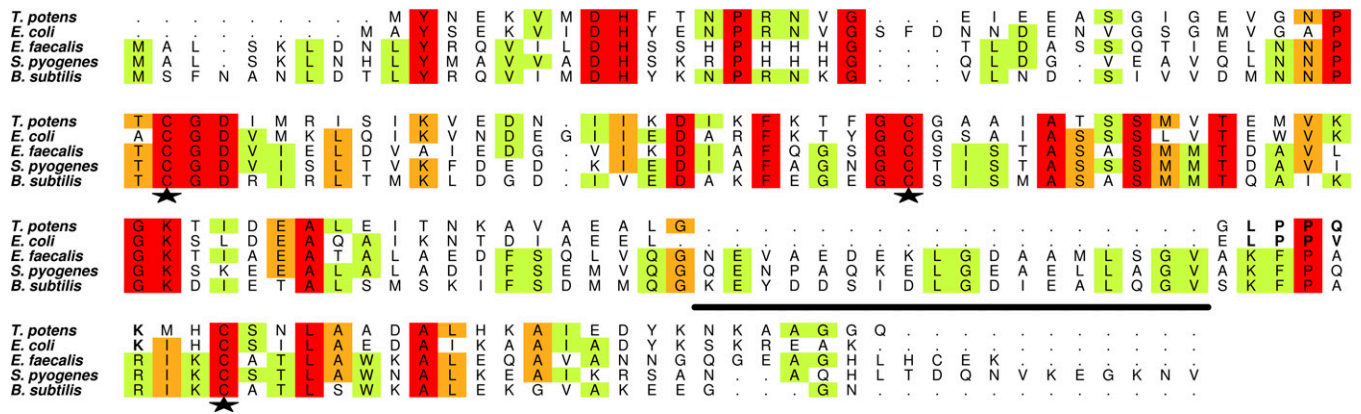 T. potens . . . . . . . . . M Y N E K V M D H F T N P R N V G . . . E I E E A S G I G E V G N P
E. coli . . . . . . . . M A Y S E K V I D H Y E N P R N V G S F D N N D E N V G S G M V G A P
E. faecalis M A L . S K L D N L Y R Q V I L D H S S H P H H H G . . . T L D A S S Q T I E L N N P
S. pyogenes M A L . S K L N H L Y M A V V A D H S K R P H H H G . . . Q L D G . V E A V Q L N N P
B. subtilis M S F N A N L D T L Y R Q V I M D H Y K N P R N K G . . . V L N D . S I V V D M N N P
T. potens T C G D I M R I S I K V E D N . I I K D I K F K T F G C G A A I A T S S M V T E M V K
E. coli A C G D V M K L Q I K V N D E G I I E D A R F K T Y G C G S A I A S S S L V T E W V K
E. faecalis T C G D V I E L D V A I E D G . V I K D I A F Q G S G C S I S T A S A S M M T D A V L
S. pyogenes T C G D V I S L T V K F D E D . K I E D I A F A G N G C T I S T A S S S M M T D A V I
B. subtilis T C G D R I R L T M K L D G D . I V E D A K F E G E G C S I S M A S A S M M T Q A I K
T. potens G K T I D E A L E I T N K A V A E A L G . . . . . . . . . . . . . . . . . . G L P P Q
E. coli G K S L D E A Q A I K N T D I A E E L . . . . . . . . . . . . . . . . . . . E L P P V
E. faecalis G K T I A E A T A L A E D F S Q L V Q G N E V A E D E K L G D A A M L S G V A K F P A
S. pyogenes G K S K E E A L A L A D I F S E M V Q G Q E N P A Q K E L G E A E L L A G V A K F P A
B. subtilis G K D I E T A L S M S K I F S D M M Q G K E Y D D S I D L G D I E A L Q G V S K F P A
T. potens K M H C S N L A A D A L H K A I E D Y K N K A A G G Q . . . . . . . . . . .
E. coli K I H C S I L A E D A I K A A I A D Y K S K R E A K . . . . . . . . . . . .
E. faecalis R I K C A T L A W K A L E Q A V A N N G Q G E A G H L H C E K . . . . . . .
S. pyogenes R I K C S T L A W N A L K E A I K R S A N . . A Q H L T D Q N V K E G K N V
B. subtilis R I K C A T L S W K A L E K G V A K E E G . . G N . . . . . . . . . . . . .